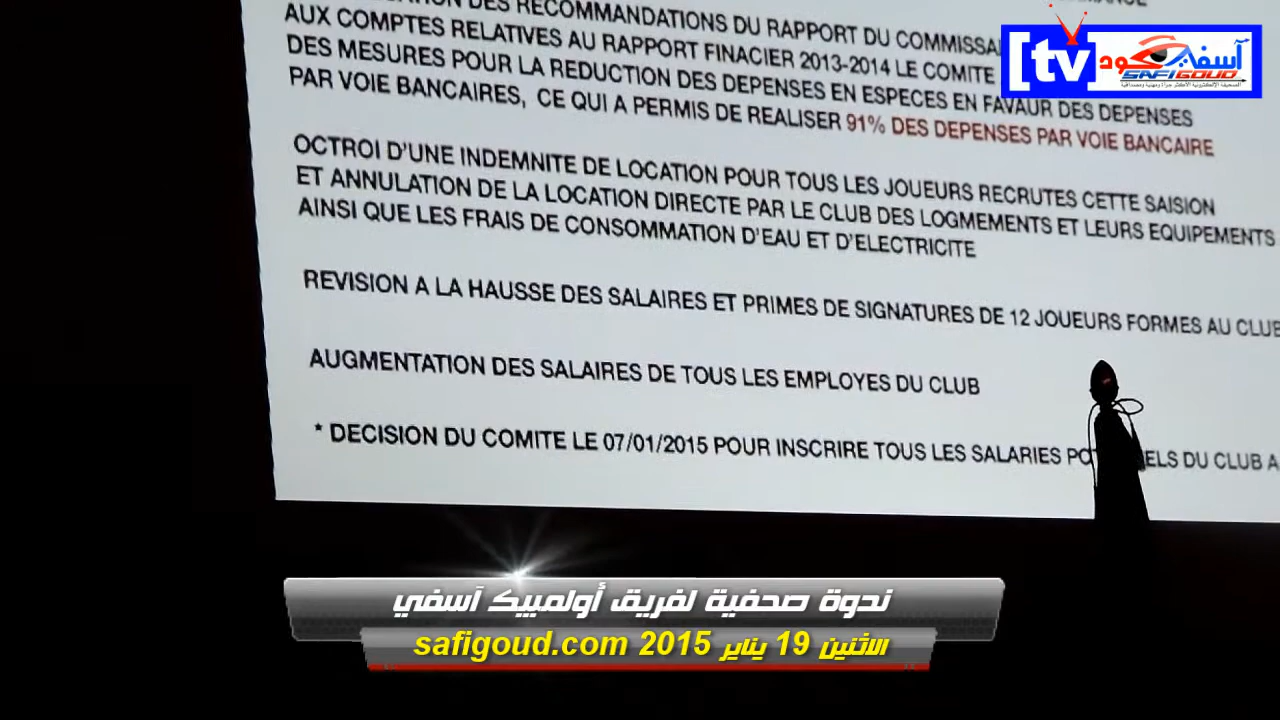 DES RECOMMANDATIONS DU RAPPORT DU
AUX COMPTES RELATIVES AU RAPPORT FINACIER 2013-2014 LE COMITE
DES MESURES POUR LA REDUCTION DES DEPENSES EN ESPECES EN FAVAUR DES DEPENSES
PAR VOIE BANCAIRES, CE QUI A PERMIS DE REALISER 91% DES DEPENSES PAR VOIE BANCAIRE
OCTROI D'UNE INDEMNITE DE LOCATION POUR TOUS LES JOUEURS RECRUTES CETTE SAISION
ET ANNULATION DE LA LOCATION DIRECTE PAR LE CLUB DES LOGMEMENTS ET LEURS EQUIPEMENTS
AINSI QUE LES FRAIS DE CONSOMMATION D'EAU ET D'ELECTRICITE
REVISION A LA HAUSSE DES SALAIRES ET PRIMES DE SIGNATURES DE 12 JOUEURS FORMES AU CLUB
AUGMENTATION DES SALAIRES DE TOUS LES EMPLOYES DU CLUB
* DECISION DU COMITE LE 07/01/2015 POUR INSCRIRE TOUS LES SALARIES DU CLUB A
[tv] آسفي كود
SAFIGOUD
ندوة صحفية لفريق أولمبيك آسفي
الاثنين 19 يناير 2015 safigoud.com